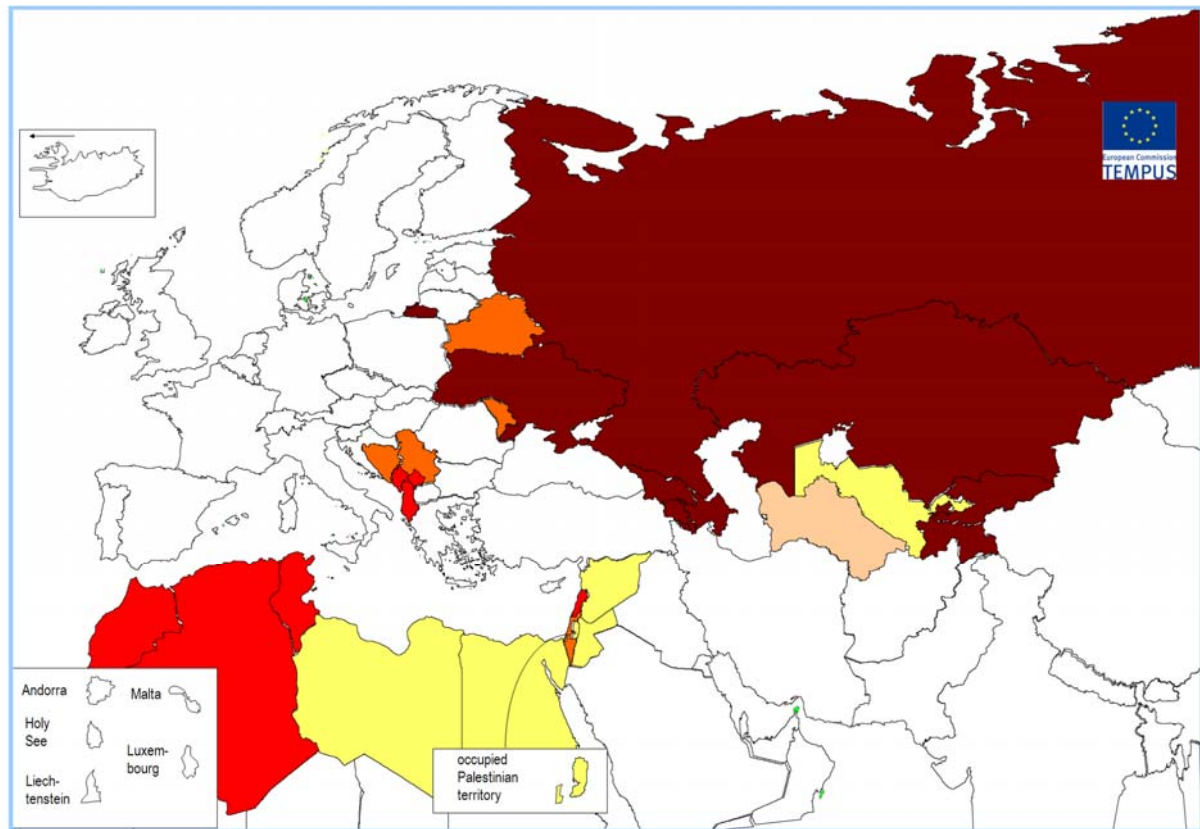 European Commission
TEMPUS
Andorra
Malta
Holy
See
Luxem-
bourg
Liech-
tenstein
occupied
Palestinian
territory